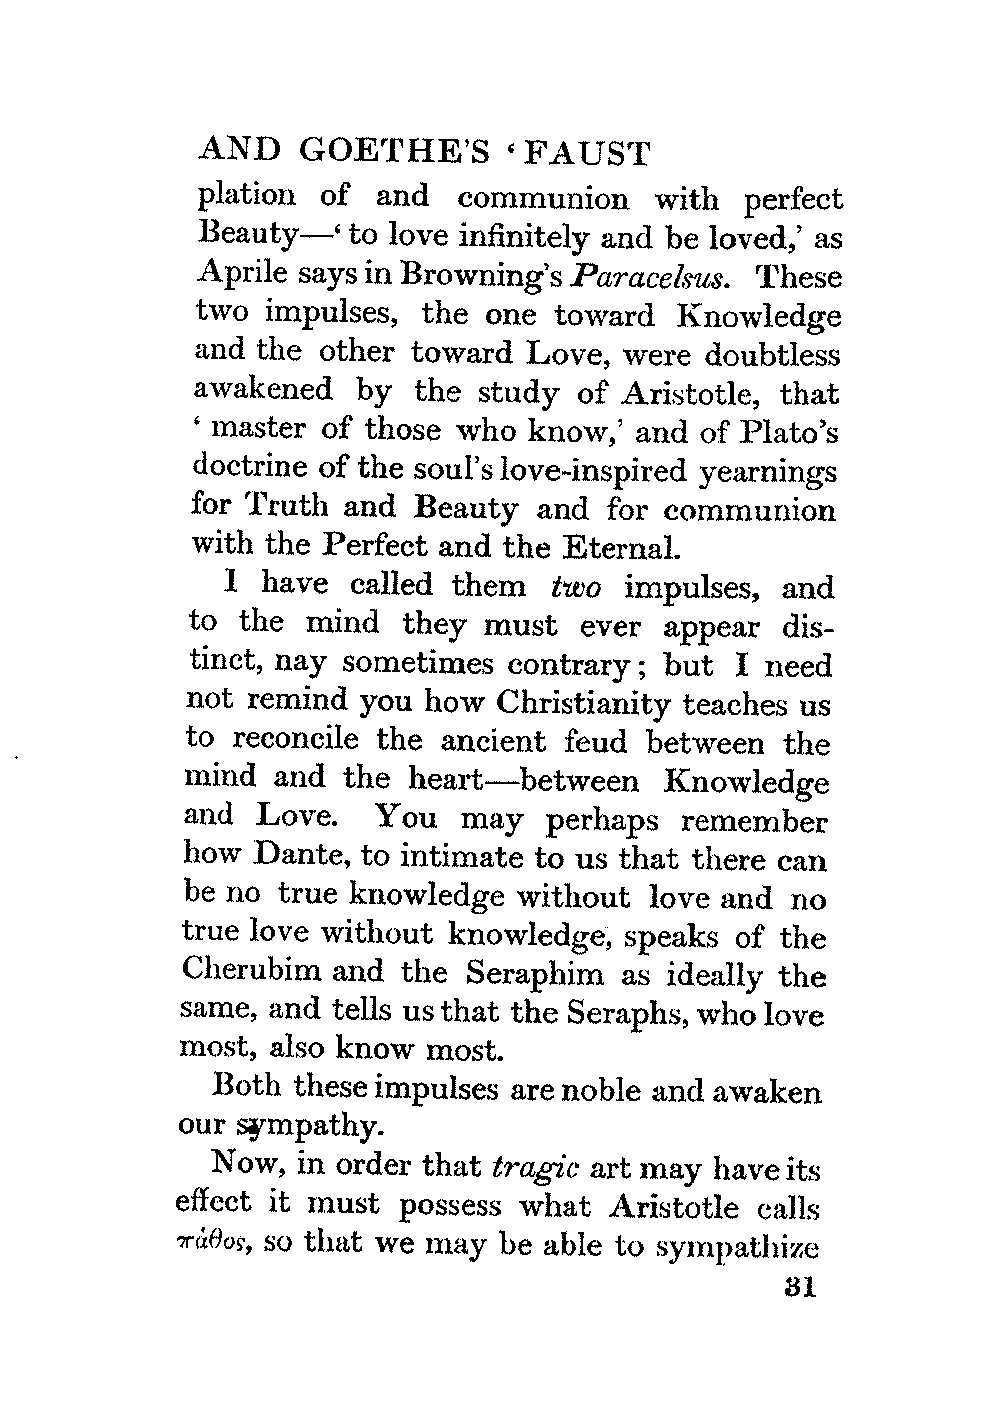 AND GOETHE'S ‘FAUST
plation of and communion with perfect
Beauty—‘to love infinitely and be loved,’ as
Aprile says in Browning's Paracelsus. These
two impulses, the one toward Knowledge
and the other toward Love, were doubtless
awakened by the study of Aristotle, that
‘master of those who know,’ and of Plato's
doctrine of the soul's love-inspired yearnings
for Truth and Beauty and for communion
with the Perfect and the Eternal.
I have called them two impulses, and
to the mind they must ever appear dis-
tinct, nay sometimes contrary; but I need
not remind you how Christianity teaches us
to reconcile the ancient feud between the
mind and the heart—between Knowledge
and Love. You may perhaps remember
how Dante, to intimate to us that there can
be no true knowledge without love and no
true love without knowledge, speaks of the
Cherubim and the Seraphim as ideally the
same, and tells us that the Seraphs, who love
most, also know most.
Both these impulses are noble and awaken
our sympathy.
Now, in order that tragic art may have its
effect it must possess what Aristotle calls
πάθος, so that we may be able to sympathize
31